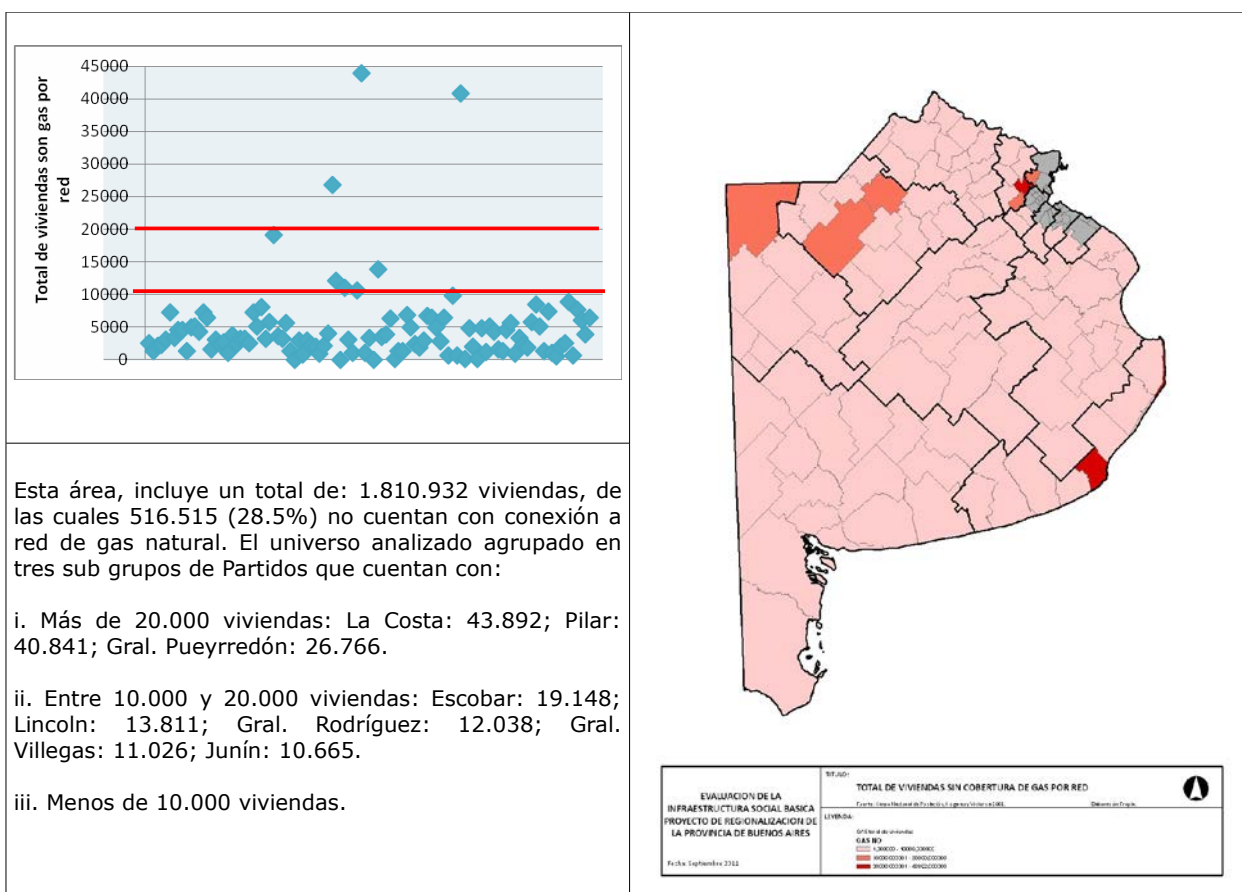 Total de viviendas son gas por
red
45000
40000
35000
30000
25000
20000
15000
10000
5000
0
Esta área, incluye un total de: 1.810.932 viviendas, de
las cuales 516.515 (28.5%) no cuentan con conexión a
red de gas natural. El universo analizado agrupado en
tres sub grupos de Partidos que cuentan con:
i. Más de 20.000 viviendas: La Costa: 43.892; Pilar:
40.841; Gral. Pueyrredón: 26.766.
ii. Entre 10.000 y 20.000 viviendas: Escobar: 19.148;
Lincoln: 13.811; Gral. Rodríguez: 12.038; Gral.
Villegas: 11.026; Junín: 10.665.
iii. Menos de 10.000 viviendas.
EVALUACION DE LA
INFRAESTRUCTURA SOCIAL BASICA
PROYECTO DE REGIONALIZACION DE
LA PROVINCIA DE BUENOS AIRES
Fecha: Septiembre 2011
TITULO:
TOTAL DE VIVIENDAS SIN COBERTURA DE GAS POR RED
LEYENDA:
GAS NO